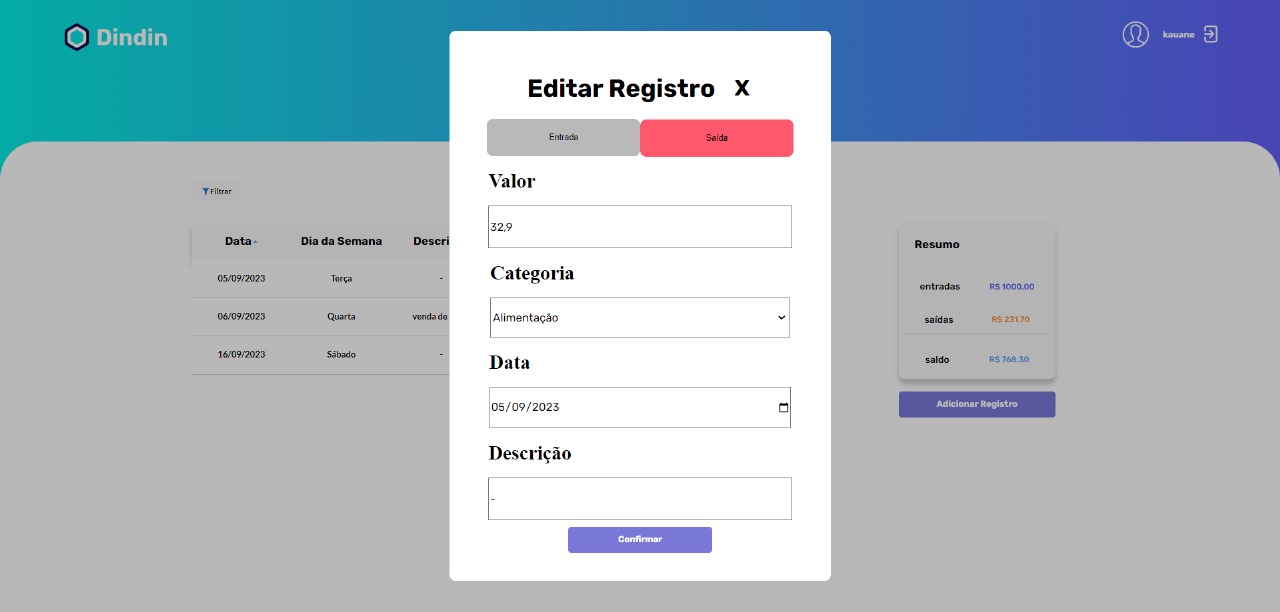 Dindin
kauane
Editar Registro X
Entrada Saída
Valor
32,9
Categoria
Alimentação
Data
05/09/2023
Descrição
-
Confirmar
Filtrar
Data Dia da Semana Descri
05/09/2023 Terça -
06/09/2023 Quarta venda de
16/09/2023 Sábado -
Resumo
entradas R$ 1000.00
saídas R$ 231.70
saldo R$ 768.30
Adicionar Registro